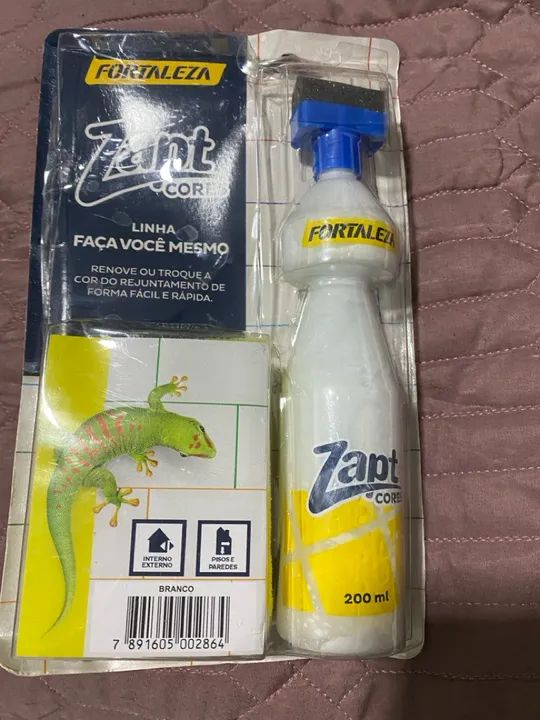 FORTALEZA
Zapt
CORES
LINHA
FAÇA VOCÊ MESMO
RENOVE OU TROQUE A
COR DO REJUNTAMENTO DE
FORMA FÁCIL E RÁPIDA.
INTERNO
EXTERNO
PISOS E
PAREDES
BRANCO
7 891605 002864
FORTALEZA
Zapt
CORES
200 ml